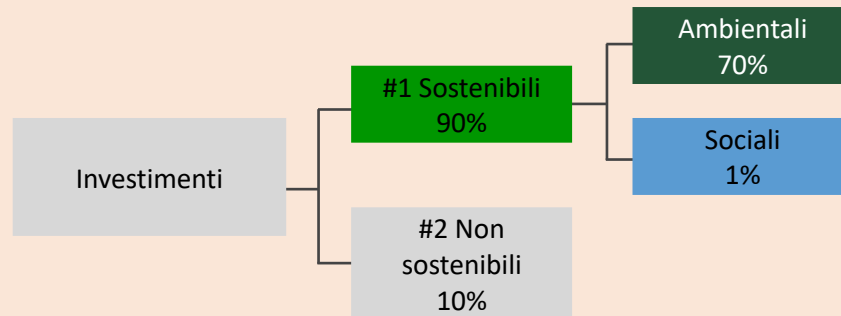 Investimenti
#1 Sostenibili
90%
#2 Non
sostenibili
10%
Ambientali
70%
Sociali
1%